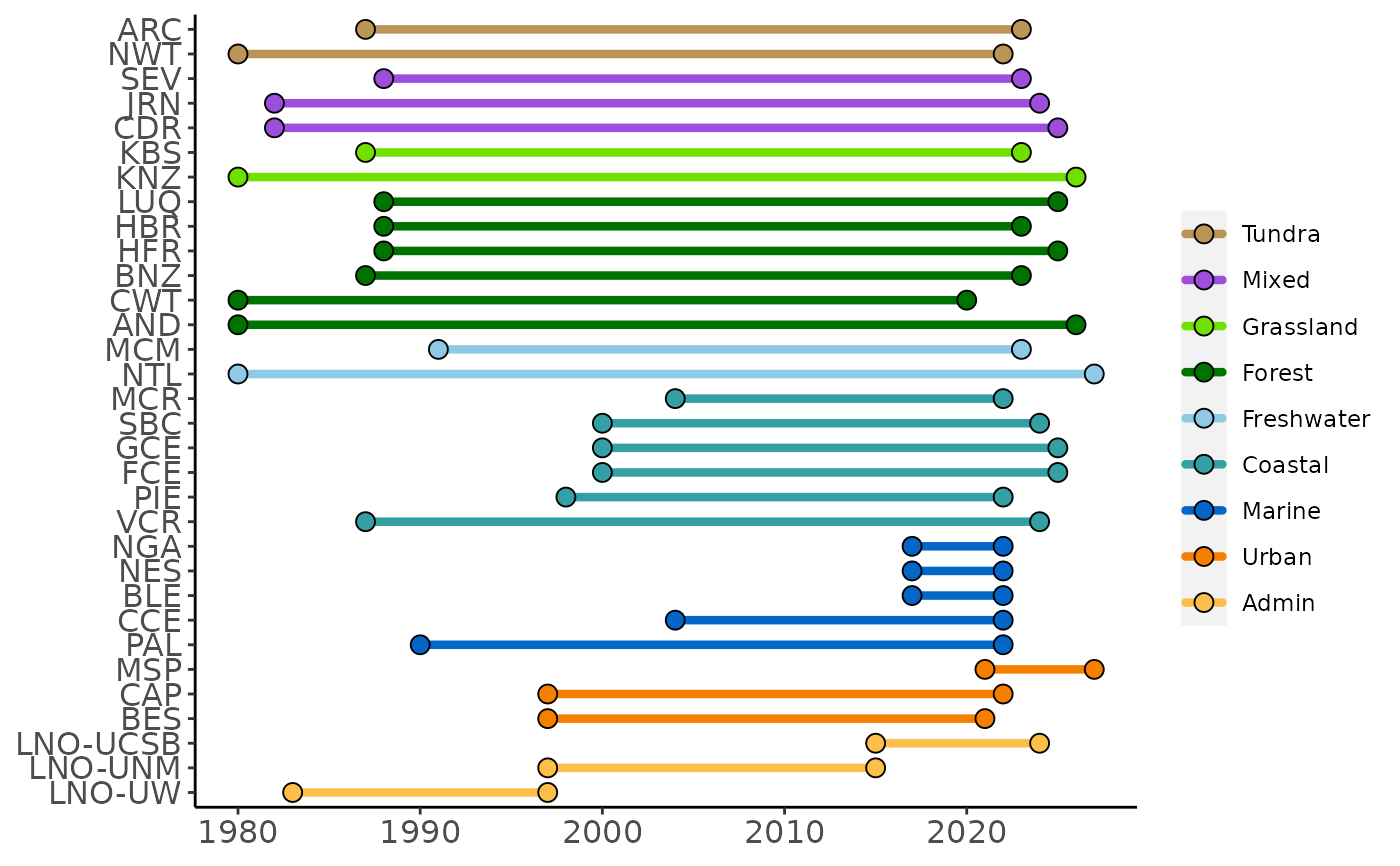 ARC
NWT
SEV
JRN
CDR
KBS
KNZ
LUQ
HBR
HFR
BNZ
CWT
AND
MCM
NTL
MCR
SBC
GCE
FCE
PIE
VCR
NGA
NES
BLE
CCE
PAL
MSP
CAP
BES
LNO-UCSB
LNO-UNM
LNO-UW
1980 1990 2000 2010 2020
Tundra
Mixed
Grassland
Forest
Freshwater
Coastal
Marine
Urban
Admin